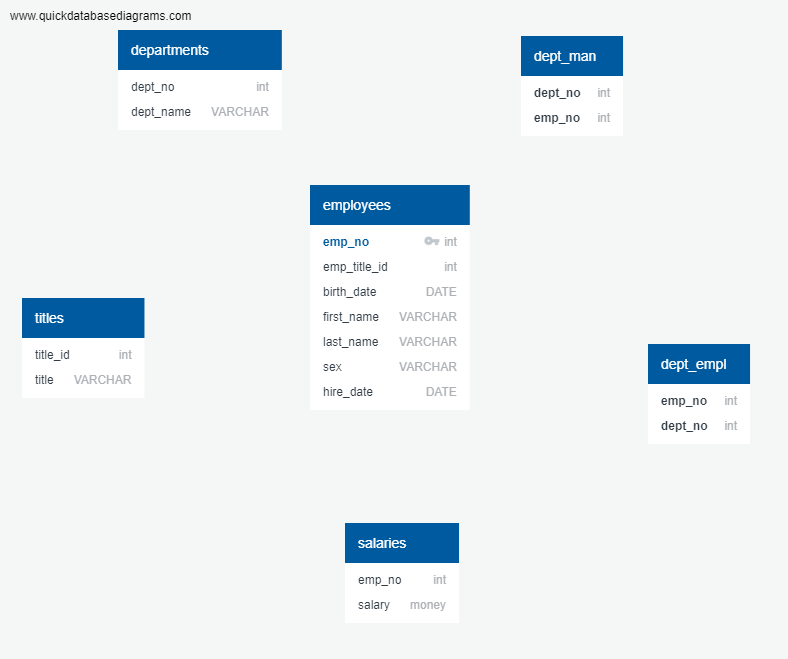 www.quickdatabasediagrams.com
departments
dept_no int
dept_name VARCHAR
dept_man
dept_no int
emp_no int
employees
emp_no int
emp_title_id int
birth_date DATE
first_name VARCHAR
last_name VARCHAR
sex VARCHAR
hire_date DATE
titles
title_id int
title VARCHAR
dept_empl
emp_no int
dept_no int
salaries
emp_no int
salary money